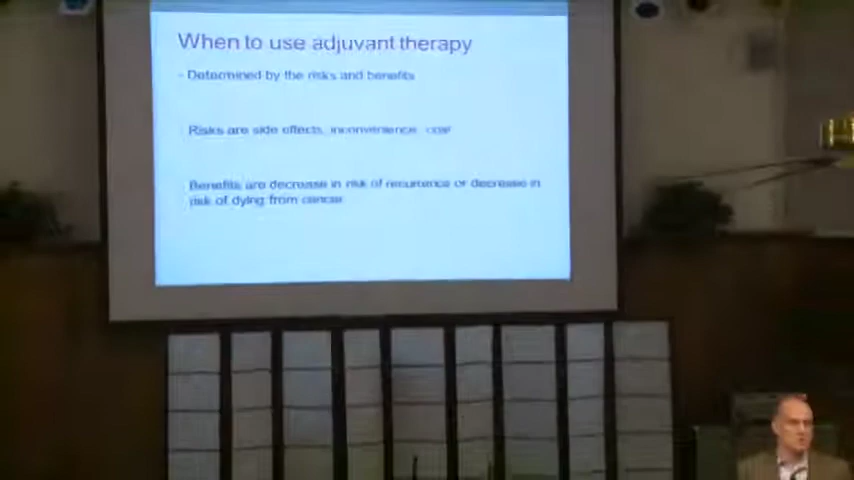 When to use adjuvant therapy
- Determined by the risks and benefits
Risks are side effects, inconvenience, cost
Benefits are decrease in risk of recurrence or decrease in
risk of dying from cancer